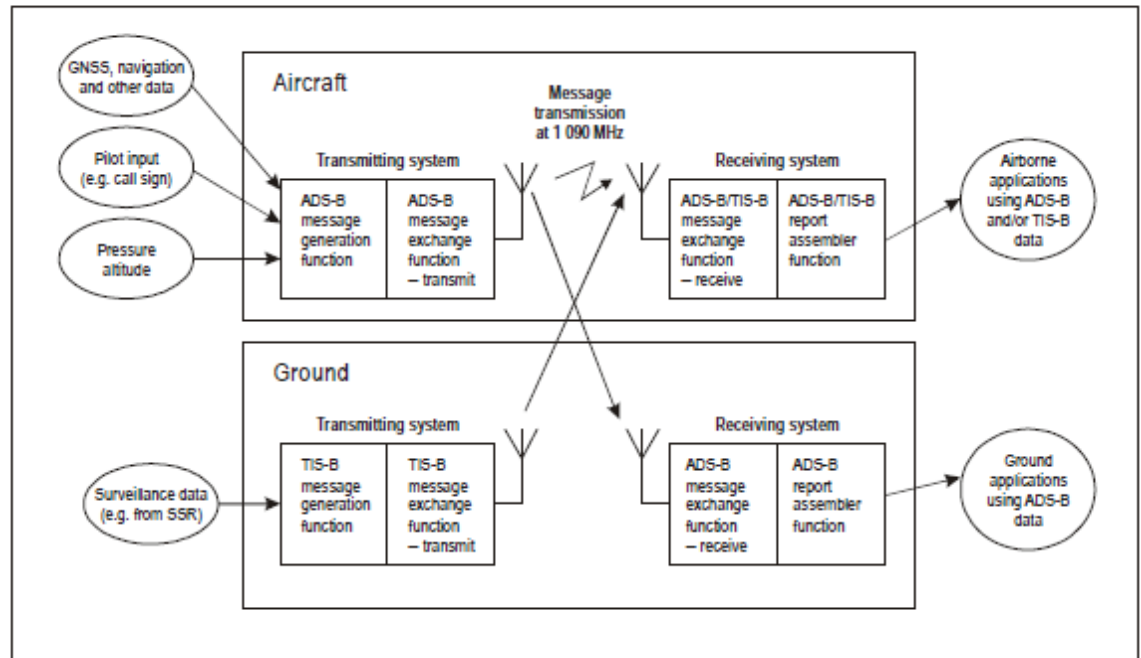 GNSS, navigation
and other data
Pilot input
(e.g. call sign)
Pressure
altitude
Aircraft
Message
transmission
at 1 090 MHz
Transmitting system
ADS-B
message
generation
function
ADS-B
message
exchange
function
— transmit
Receiving system
ADS-B/TIS-B
message
exchange
function
— receive
ADS-B/TIS-B
report
assembler
function
Airborne
applications
using ADS-B
and/or TIS-B
data
Ground
Surveillance data
(e.g. from SSR)
Transmitting system
TIS-B
message
generation
function
TIS-B
message
exchange
function
— transmit
Receiving system
ADS-B
message
exchange
function
— receive
ADS-B
report
assembler
function
Ground
applications
using ADS-B
data